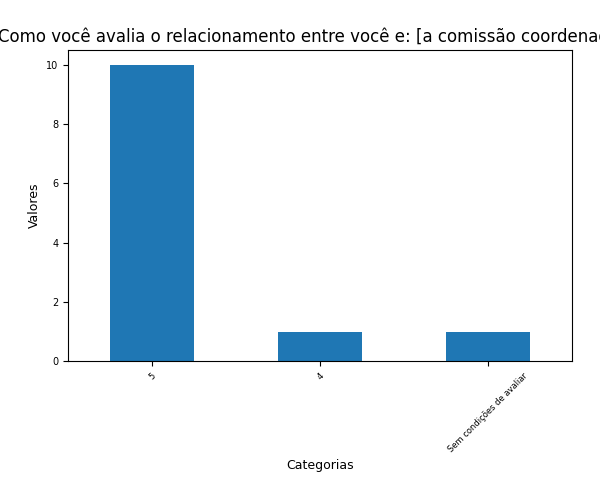 Como você avalia o relacionamento entre você e: [a comissão
10
8
6
4
2
0
Valores
5
4
Sem condições de avaliar
Categorias